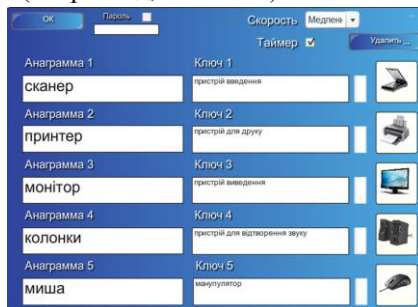 ОК
Пароль
Скорость
Медленн
Таймер
Удалить ...
Анаграмма 1
Ключ 1
сканер
пристрій введення
Анаграмма 2
Ключ 2
принтер
пристрій для друку
Анаграмма 3
Ключ 3
монітор
пристрій виведення
Анаграмма 4
Ключ 4
колонки
пристрій для відтворення звуку
Анаграмма 5
Ключ 5
миша
манупулятор